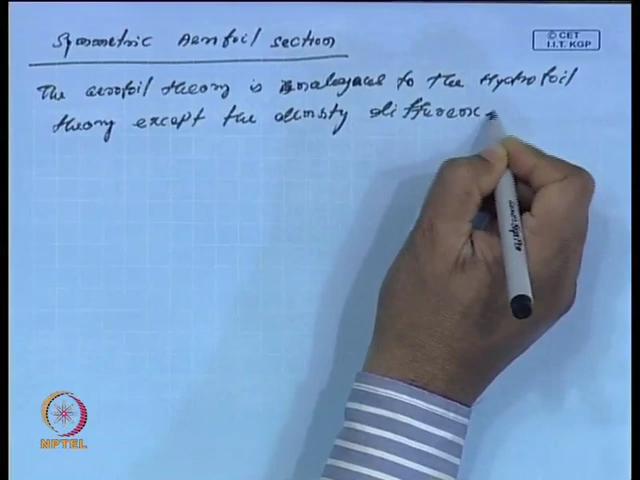 Symmetric Aerofoil section
© CET
I.I.T. KGP
The aerofoil theory is analogous to the Hydrofoil
theory except the density difference
NPTEL